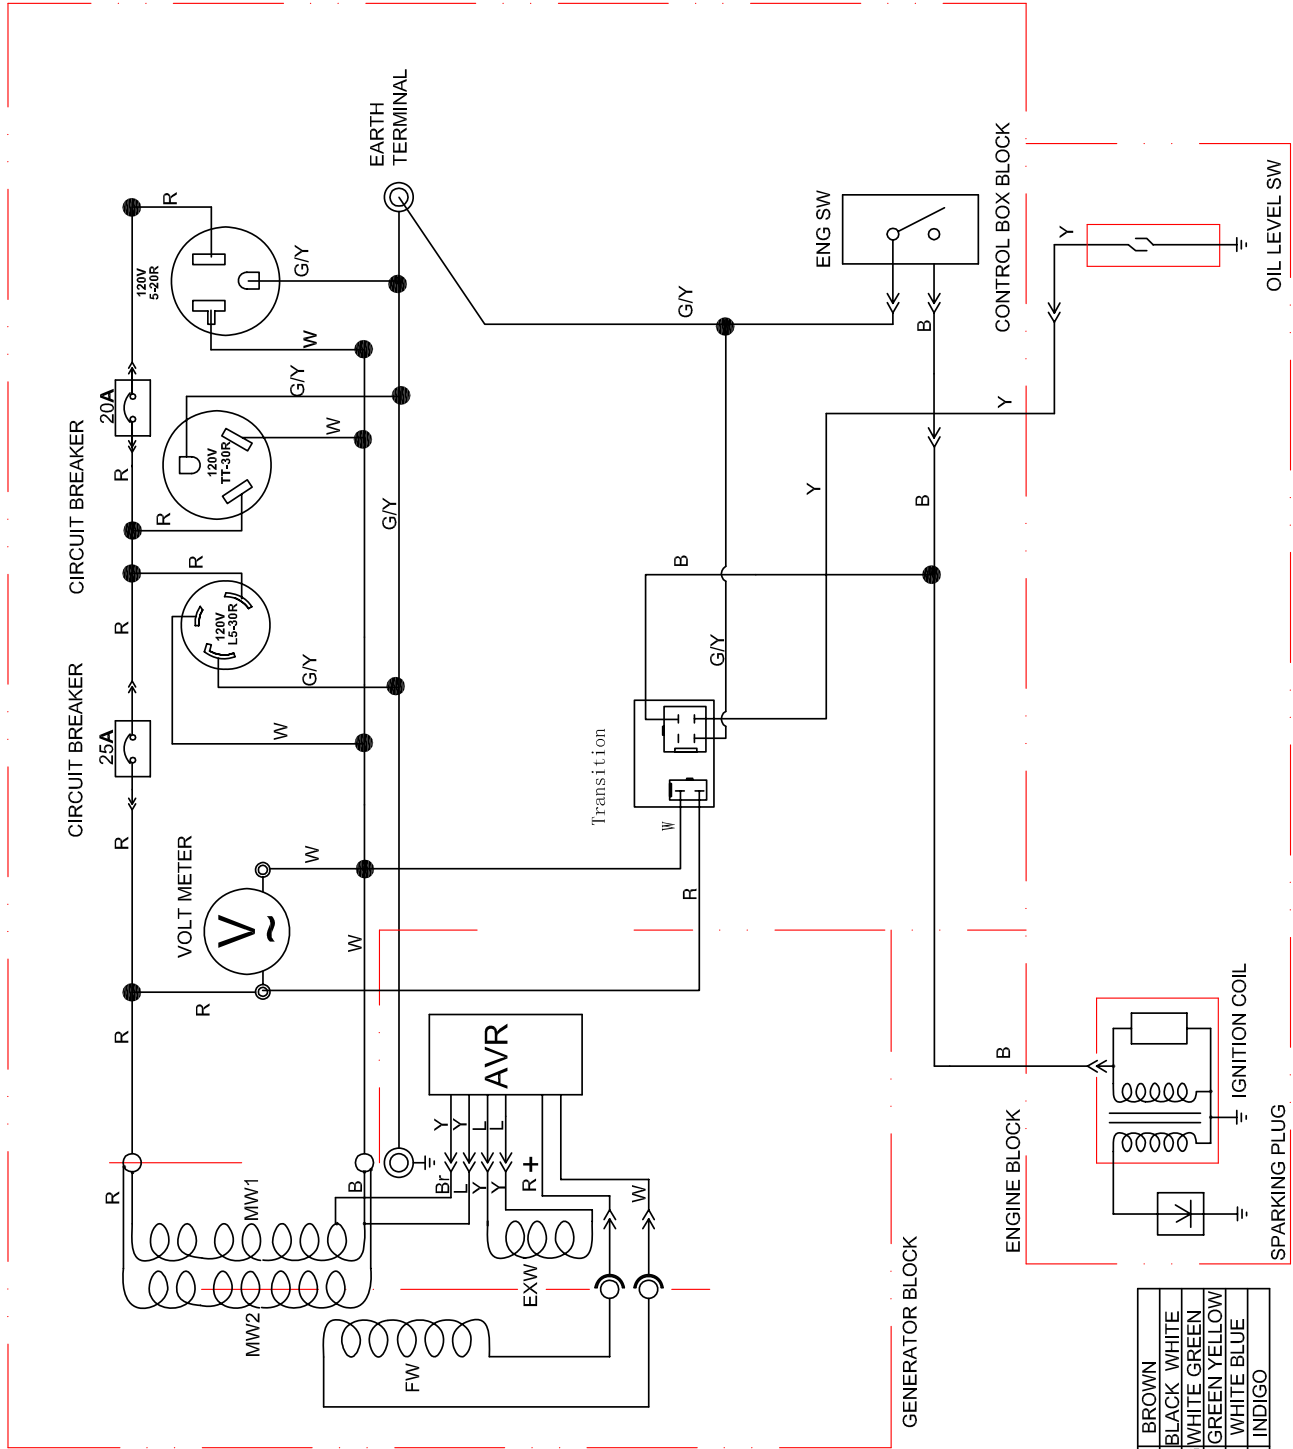 CIRCUIT BREAKER
20A
CIRCUIT BREAKER
25A
VOLT METER
V
~
120V
5-20R
120V
TT-30R
120V
L5-30R
R
R
R
R
R
R
R
R
R
W
W
W
W
W
G/Y
G/Y
G/Y
G/Y
EARTH
TERMINAL
ENG SW
CONTROL BOX BLOCK
OIL LEVEL SW
G/Y
G/Y
B
B
B
B
Y
Y
Y
Transition
W
R
AVR
Y
Y
L
L
Br
L
Y
Y
R
+
W
R
B
MW1
MW2
EXW
FW
GENERATOR BLOCK
ENGINE BLOCK
IGNITION COIL
SPARKING PLUG
BROWN
BLACK WHITE
WHITE GREEN
GREEN YELLOW
WHITE BLUE
INDIGO